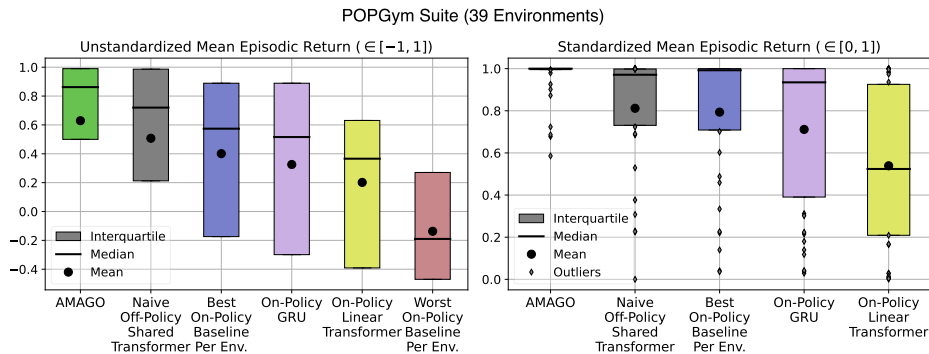 POPGym Suite (39 Environments)
Unstandardized Mean Episodic Return (∈[−1, 1])
1.0
0.8
0.6
0.4
0.2
0.0
−0.2
−0.4
Interquartile
Median
Mean
AMAGO
Naive
Off-Policy
Shared
Transformer
Best
On-Policy
Baseline
Per Env.
On-Policy
GRU
On-Policy
Linear
Transformer
Worst
On-Policy
Baseline
Per Env.
Standardized Mean Episodic Return (∈[0, 1])
1.0
0.8
0.6
0.4
0.2
0.0
Interquartile
Median
Mean
Outliers
AMAGO
Naive
Off-Policy
Shared
Transformer
Best
On-Policy
Baseline
Per Env.
On-Policy
GRU
On-Policy
Linear
Transformer